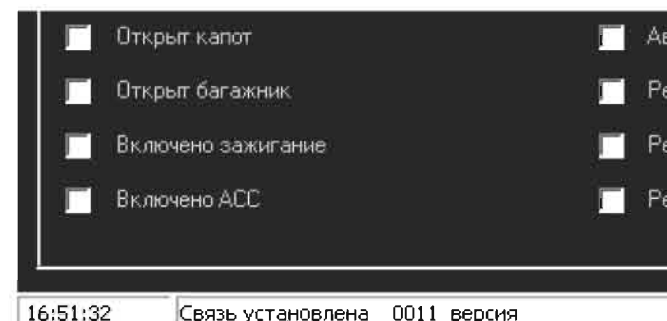 Открыт капот
Открыт багажник
Включено зажигание
Включено ACC
16:51:32 Связь установлена 0011 версия